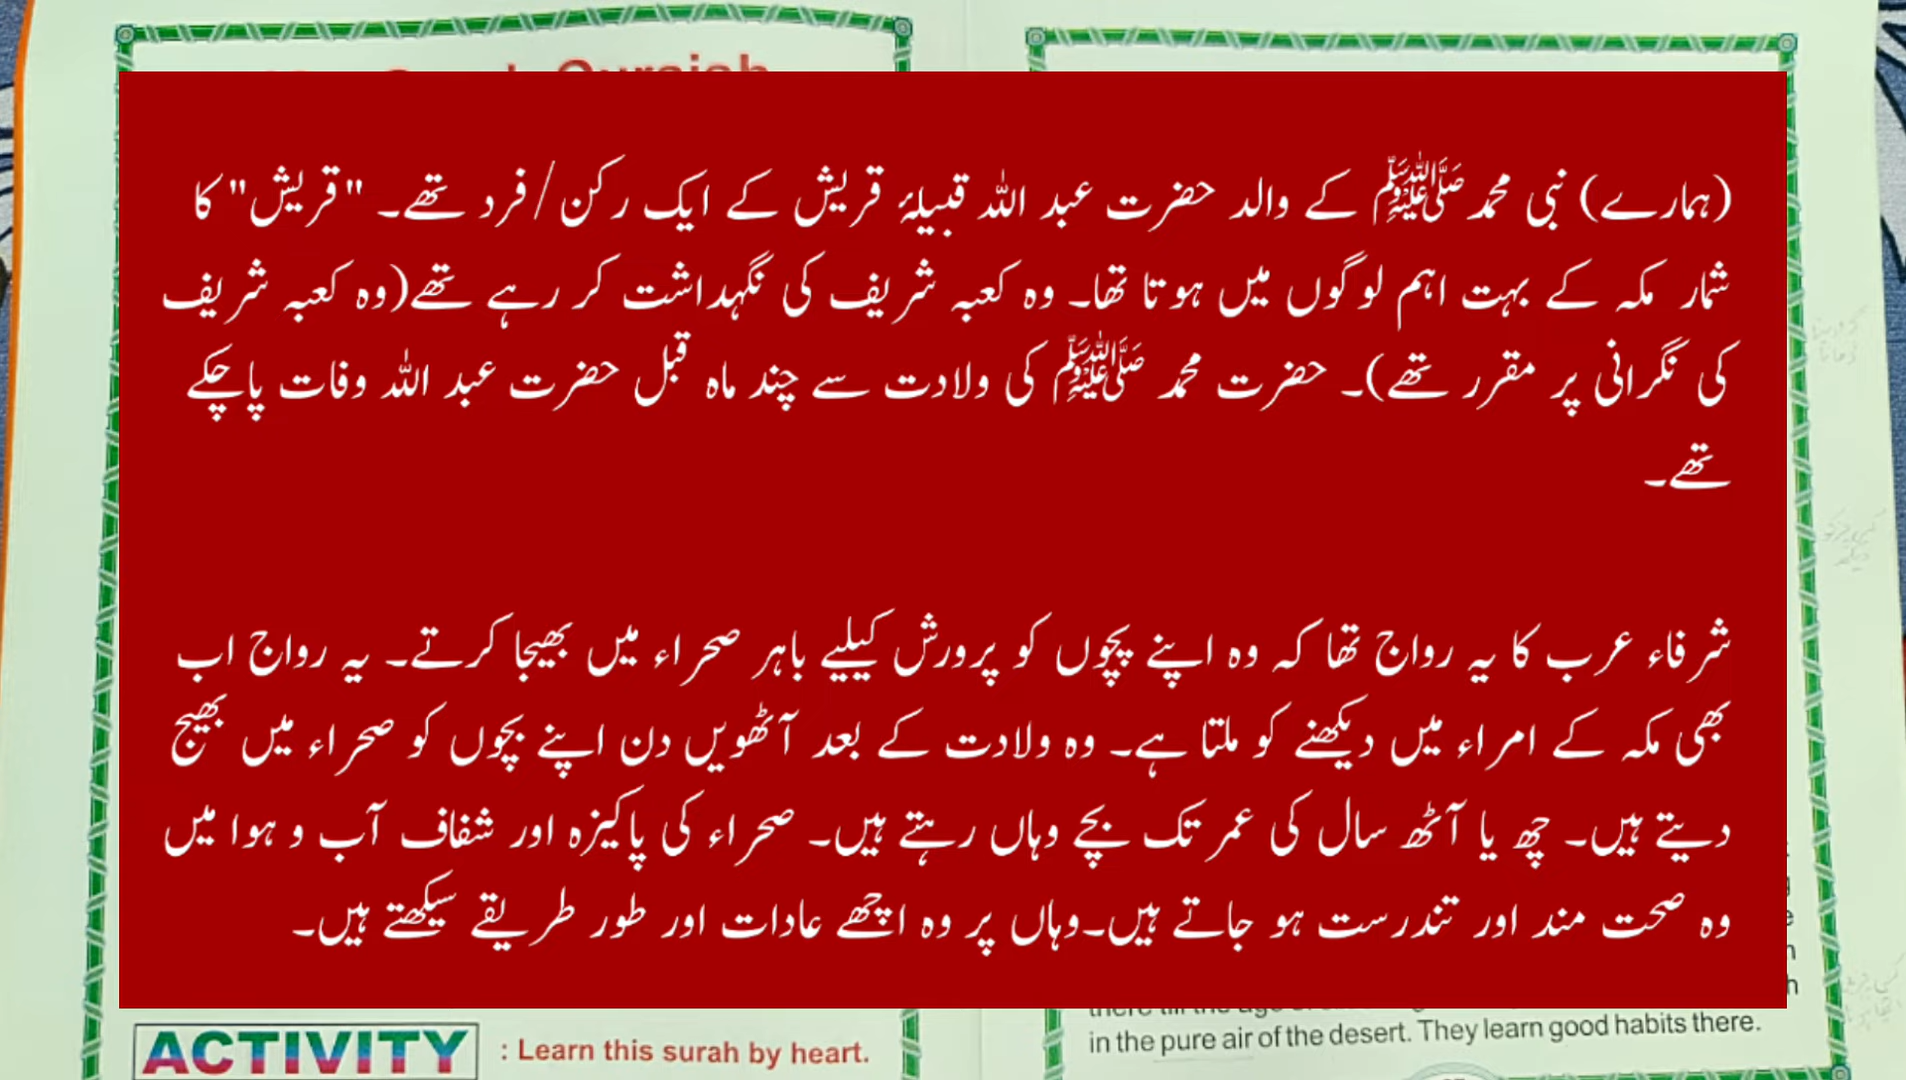 (ہمارے) نبی محمد ﷺ کے والد حضرت عبد اللہ قبیلۂ قریش کے ایک رکن/فرد تھے۔ "قریش" کا
شمار مکہ کے بہت اہم لوگوں میں ہوتا تھا۔ وہ کعبہ شریف کی نگہداشت کر رہے تھے(وہ کعبہ شریف
کی نگرانی پر مقرر تھے)۔ حضرت محمد ﷺ کی ولادت سے چند ماہ قبل حضرت عبد اللہ وفات پاچکے
تھے۔
شرفاء عرب کا یہ رواج تھا کہ وہ اپنے بچوں کو پرورش کیلیے باہر صحراء میں بھیجا کرتے۔ یہ رواج اب
بھی مکہ کے امراء میں دیکھنے کو ملتا ہے۔ وہ ولادت کے بعد آٹھویں دن اپنے بچوں کو صحراء میں بھیج
دیتے ہیں۔ چھ یا آٹھ سال کی عمر تک بچے وہاں رہتے ہیں۔ صحراء کی پاکیزہ اور شفاف آب و ہوا میں
وہ صحت مند اور تندرست ہو جاتے ہیں۔وہاں پر وہ اچھے عادات اور طور طریقے سیکھتے ہیں۔
ACTIVITY : Learn this surah by heart.
in the pure air of the desert. They learn good habits there.